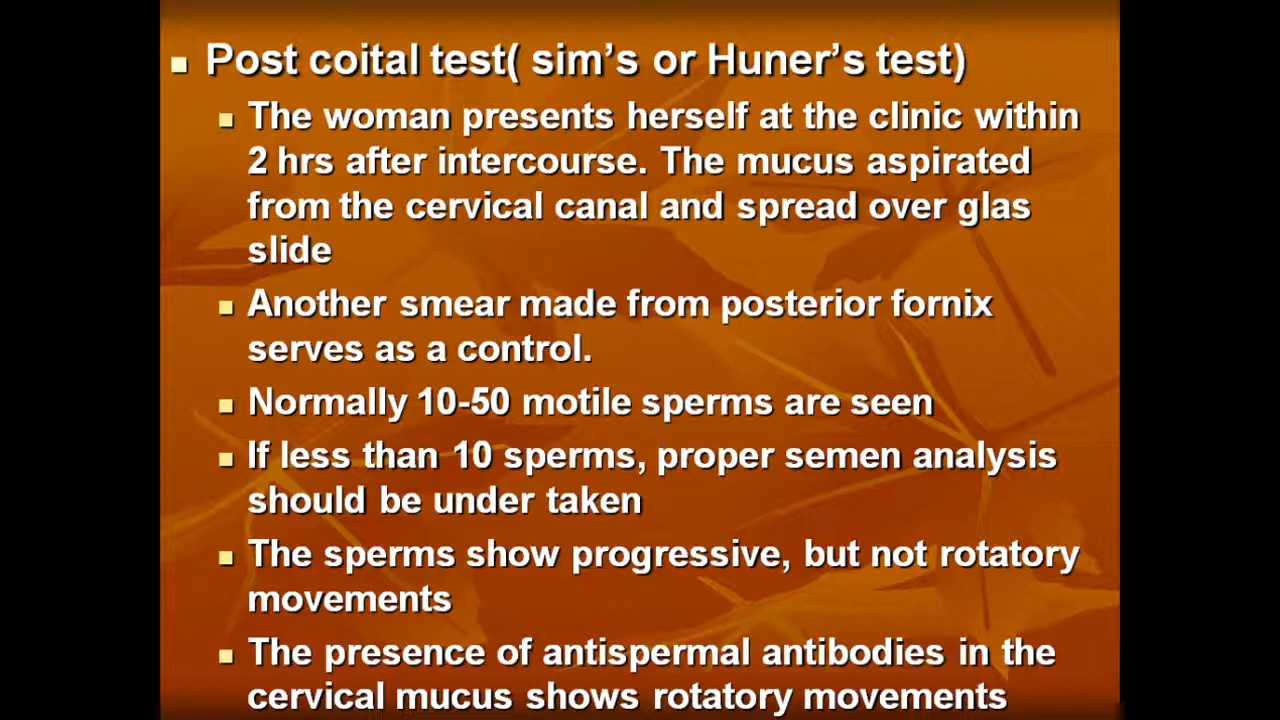 Post coital test( sim's or Huner's test)
The woman presents herself at the clinic within
2 hrs after intercourse. The mucus aspirated
from the cervical canal and spread over glas
slide
Another smear made from posterior fornix
serves as a control.
Normally 10-50 motile sperms are seen
If less than 10 sperms, proper semen analysis
should be under taken
The sperms show progressive, but not rotatory
movements
The presence of antispermal antibodies in the
cervical mucus shows rotatory movements